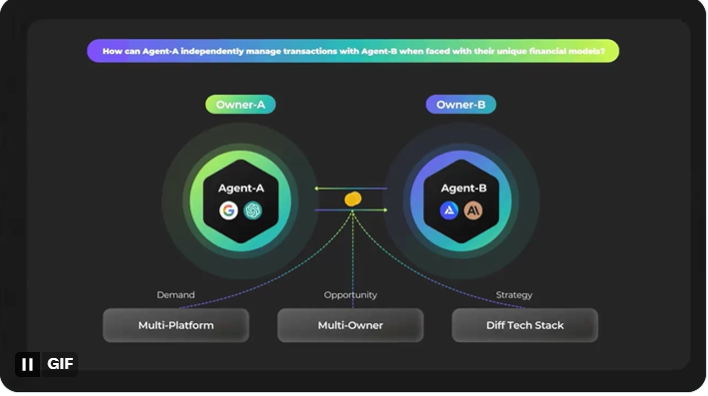 How can Agent-A independently manage transactions with Agent-B when faced with their unique financial models?
Owner-A
Owner-B
Agent-A
Agent-B
Demand
Opportunity
Strategy
Multi-Platform
Multi-Owner
Diff Tech Stack
GIF